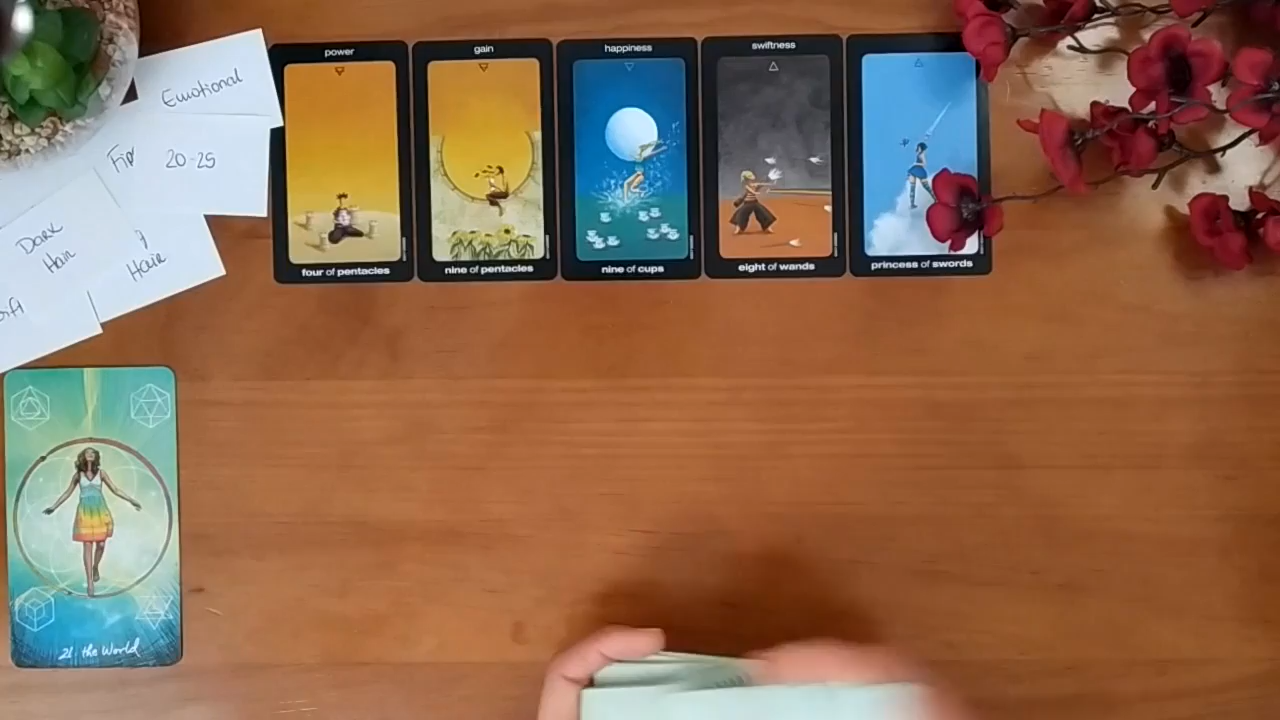 power
four of pentacles
gain
nine of pentacles
happiness
nine of cups
swiftness
eight of wands
princess of swords
Emotional
20-25
Dark
Hair
Hair
21. the World